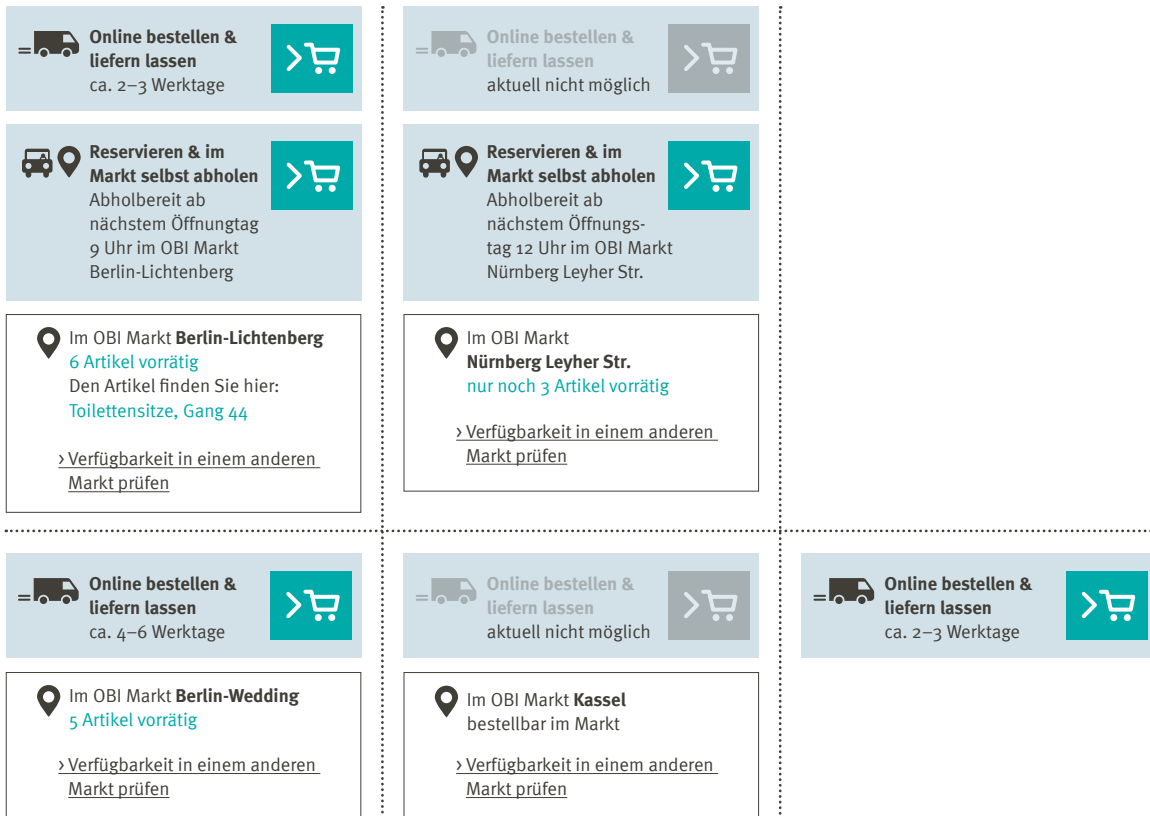 Online bestellen &
liefern lassen
ca. 2–3 Werktage
Reservieren & im
Markt selbst abholen
Abholbereit ab
nächstem Öffnungtag
9 Uhr im OBI Markt
Berlin-Lichtenberg
Im OBI Markt Berlin-Lichtenberg
6 Artikel vorrätig
Den Artikel finden Sie hier:
Toilettensitze, Gang 44
> Verfügbarkeit in einem anderen
Markt prüfen
Online bestellen &
liefern lassen
aktuell nicht möglich
Reservieren & im
Markt selbst abholen
Abholbereit ab
nächstem Öffnungs-
tag 12 Uhr im OBI Markt
Nürnberg Leyher Str.
Im OBI Markt
Nürnberg Leyher Str.
nur noch 3 Artikel vorrätig
> Verfügbarkeit in einem anderen
Markt prüfen
Online bestellen &
liefern lassen
ca. 4–6 Werktage
Im OBI Markt Berlin-Wedding
5 Artikel vorrätig
> Verfügbarkeit in einem anderen
Markt prüfen
Online bestellen &
liefern lassen
aktuell nicht möglich
Im OBI Markt Kassel
bestellbar im Markt
> Verfügbarkeit in einem anderen
Markt prüfen
Online bestellen &
liefern lassen
ca. 2–3 Werktage